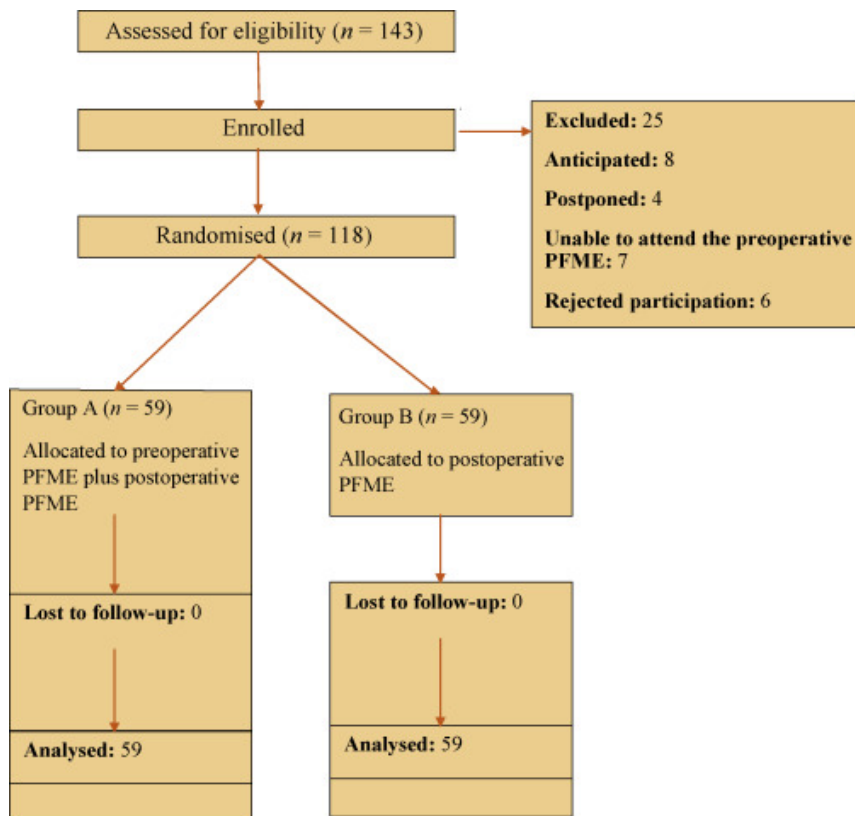 Assessed for eligibility (n = 143)
Enrolled
Excluded: 25
Anticipated: 8
Postponed: 4
Unable to attend the preoperative
PFME: 7
Rejected participation: 6
Randomised (n = 118)
Group A (n = 59)
Allocated to preoperative
PFME plus postoperative
PFME
Lost to follow-up: 0
Analysed: 59
Group B (n = 59)
Allocated to postoperative
PFME
Lost to follow-up: 0
Analysed: 59